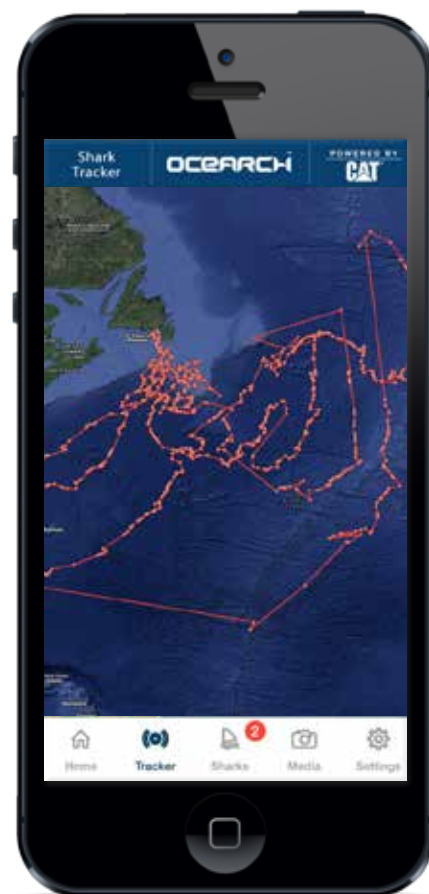 Shark
Tracker
OCEARCH
POWERED BY
CAT
2
Home
Tracker
Sharks
Media
Settings